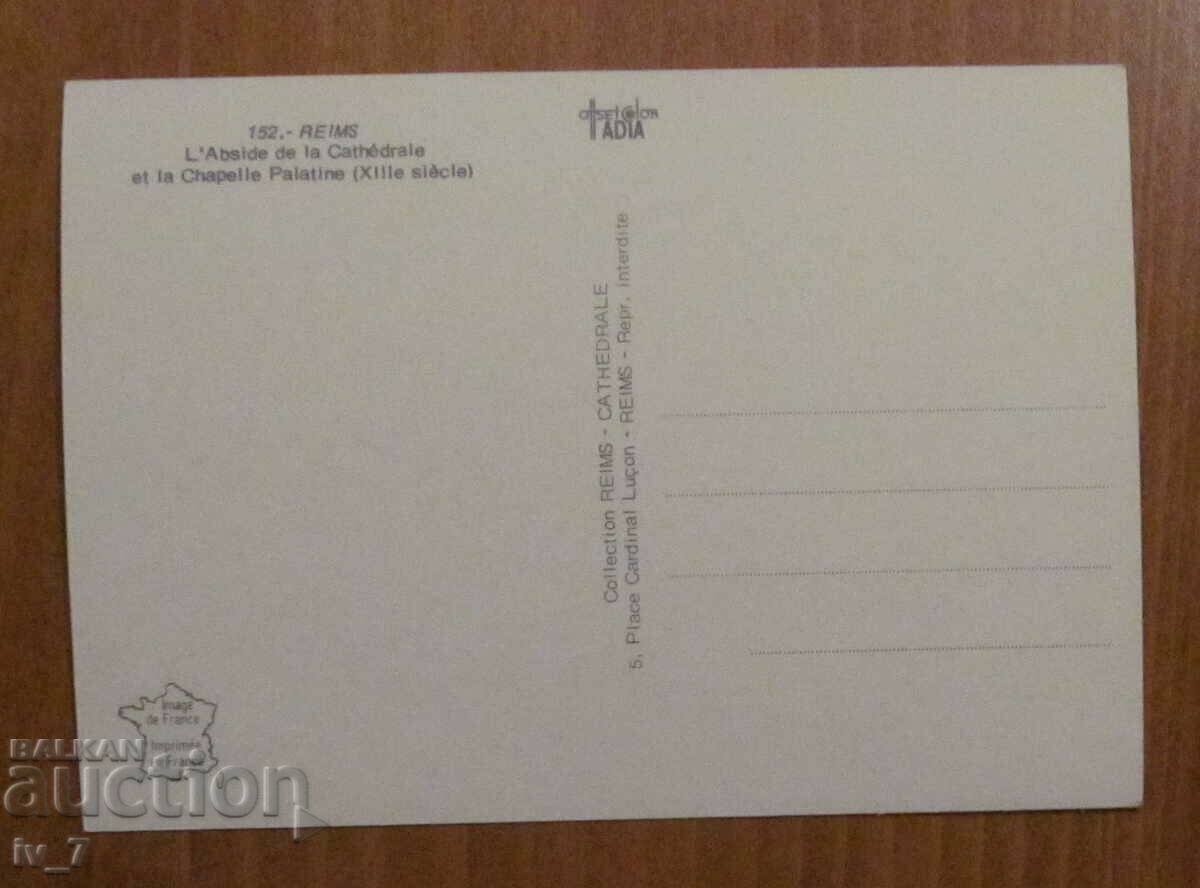 152.- REIMS
L'Abside de la Cathédrale
et la Chapelle Palatine (XIIIe siècle)
OFFSET COLOR
TADIA
Collection REIMS - CATHEDRALE
5, Place Cardinal Luçon - REIMS - Repr. interdite
Image
de France
Imprimée
en France
BALKAN
auction
iv_7